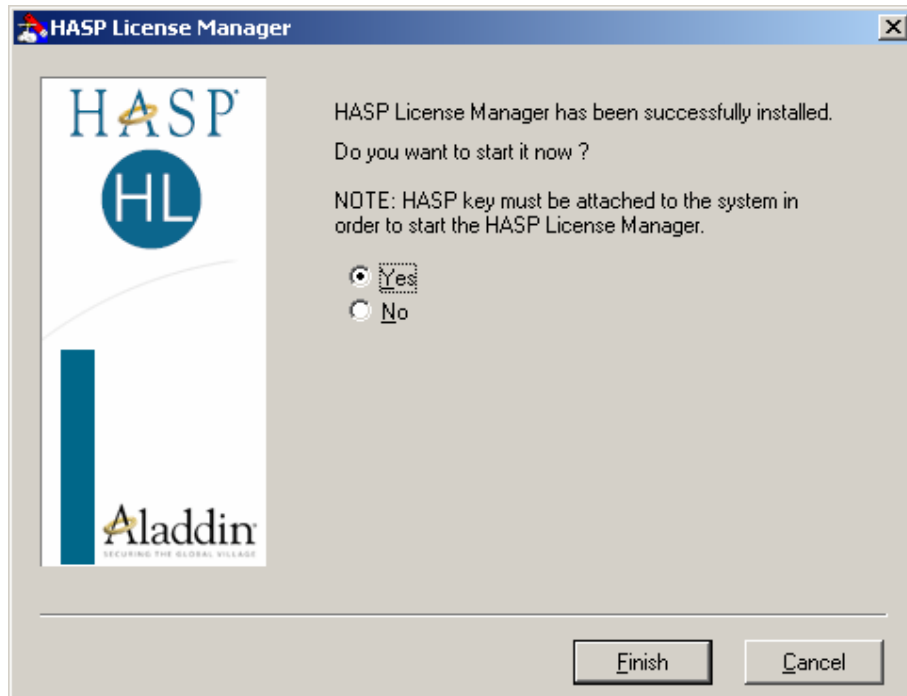 HASP License Manager
HASP
HL
Aladdin
SECURING THE GLOBAL VILLAGE
HASP License Manager has been successfully installed.
Do you want to start it now ?
NOTE: HASP key must be attached to the system in
order to start the HASP License Manager.
Yes
No
Finish
Cancel